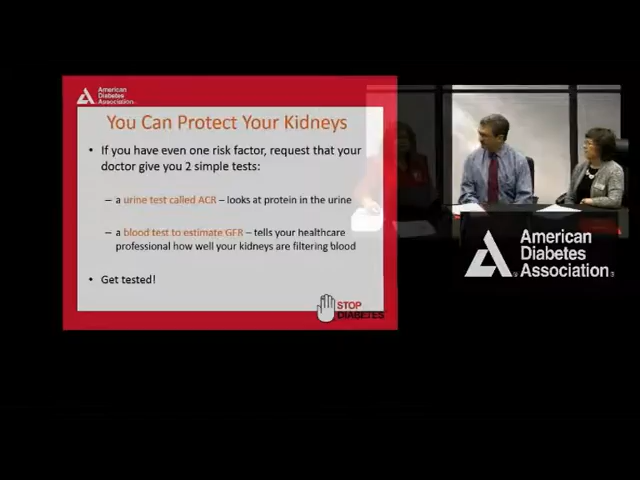 American
Diabetes
Association.
You Can Protect Your Kidneys
• If you have even one risk factor, request that your
doctor give you 2 simple tests:
– a urine test called ACR – looks at protein in the urine
– a blood test to estimate GFR – tells your healthcare
professional how well your kidneys are filtering blood
• Get tested!
STOP
DIABETES
American
Diabetes
Association®